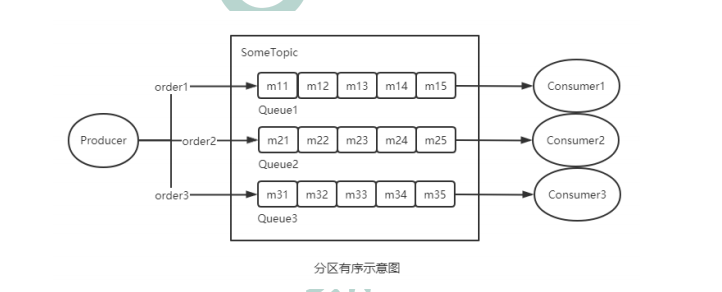 SomeTopic
order1
m11 m12 m13 m14 m15
Consumer1
Queue1
Producer
order2
m21 m22 m23 m24 m25
Consumer2
Queue2
order3
m31 m32 m33 m34 m35
Consumer3
Queue3
分区有序示意图